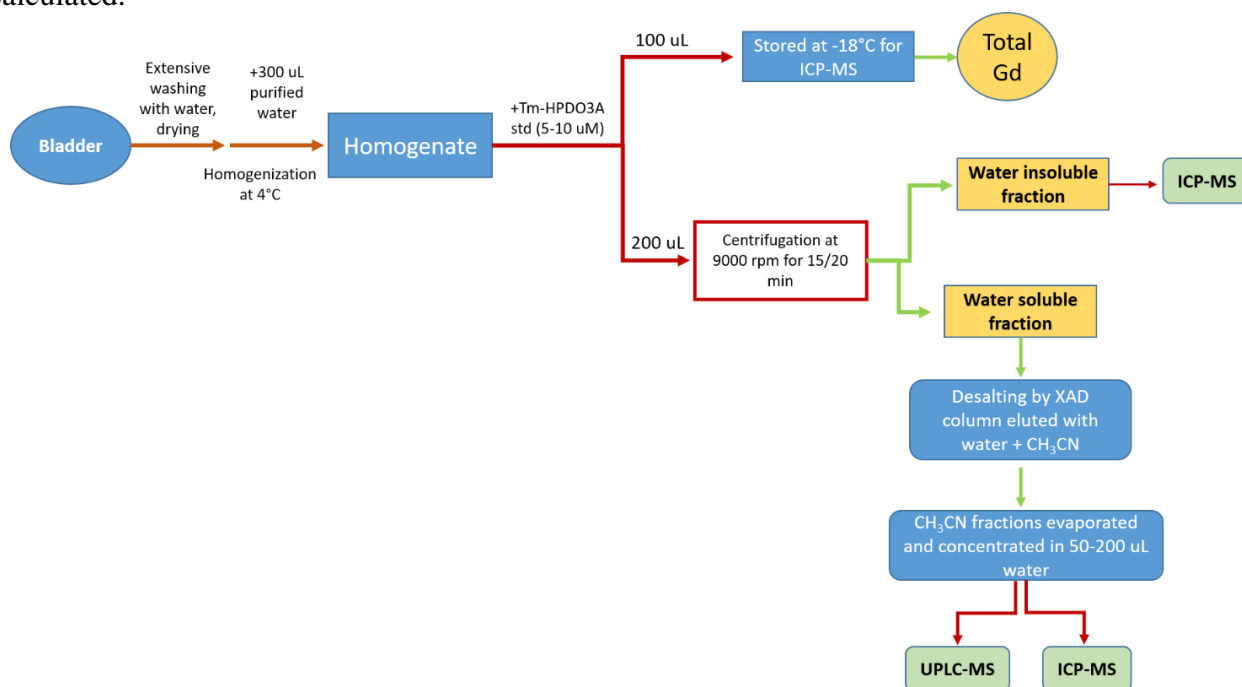 calculated.
Bladder
Extensive
washing
with water,
drying
+300 uL
purified
water
Homogenization
at 4°C
Homogenate
+Tm-HPDO3A
std (5-10 uM)
100 uL
Stored at -18°C for
ICP-MS
Total
Gd
200 uL
Centrifugation at
9000 rpm for 15/20
min
Water insoluble
fraction
ICP-MS
Water soluble
fraction
Desalting by XAD
column eluted with
water + CH₃CN
CH₃CN fractions evaporated
and concentrated in 50-200 uL
water
UPLC-MS
ICP-MS